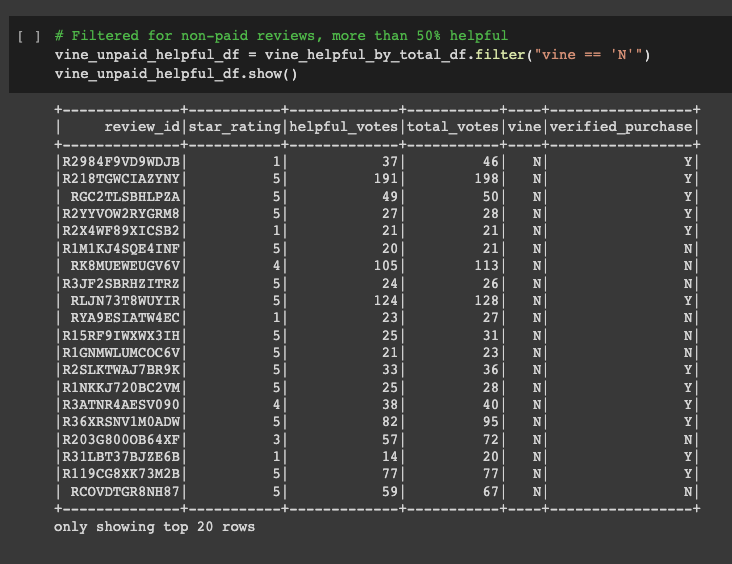 [ ] # Filtered for non-paid reviews, more than 50% helpful
vine_unpaid_helpful_df = vine_helpful_by_total_df.filter("vine == 'N'")
vine_unpaid_helpful_df.show()
+--------------+-----------+-------------+-----------+----+-----------------+
|     review_id|star_rating|helpful_votes|total_votes|vine|verified_purchase|
+--------------+-----------+-------------+-----------+----+-----------------+
|R2984F9VD9WDJB|          1|           37|         46|   N|                Y|
|R218TGWCIAZYNY|          5|          191|        198|   N|                Y|
| RGC2TLSBHLPZA|          5|           49|         50|   N|                Y|
|R2YYVOW2RYGRM8|          5|           27|         28|   N|                Y|
|R2X4WF89XICSB2|          1|           21|         21|   N|                Y|
|R1M1KJ4SQE4INF|          5|           20|         21|   N|                N|
| RK8MUEWEUGV6V|          4|          105|        113|   N|                N|
|R3JF2SBRHZITRZ|          5|           24|         26|   N|                N|
| RLJN73T8WUYIR|          5|          124|        128|   N|                Y|
| RYA9ESIATW4EC|          1|           23|         27|   N|                N|
|R15RF9IWXWX3IH|          5|           25|         31|   N|                N|
|R1GNMWLUMCOC6V|          5|           21|         23|   N|                N|
|R2SLKTWAJ7BR9K|          5|           33|         36|   N|                Y|
|R1NKKJ720BC2VM|          5|           25|         28|   N|                Y|
|R3ATNR4AESV090|          4|           38|         40|   N|                Y|
|R36XRSNV1M0ADW|          5|           82|         95|   N|                Y|
|R203G800OB64XF|          3|           57|         72|   N|                N|
|R31LBT37BJZE6B|          1|           14|         20|   N|                Y|
|R119CG8XK73M2B|          5|           77|         77|   N|                Y|
| RCOVDTGR8NH87|          5|           59|         67|   N|                N|
+--------------+-----------+-------------+-----------+----+-----------------+
only showing top 20 rows